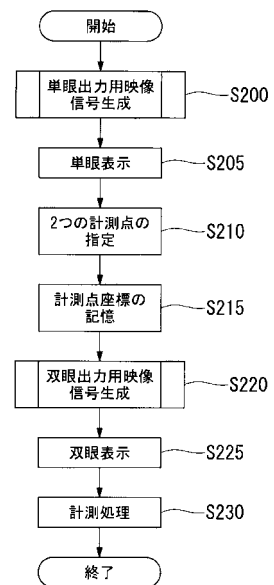 開始
単眼出力用映像
信号生成
S200
単眼表示
S205
2つの計測点の
指定
S210
計測点座標の
記憶
S215
双眼出力用映像
信号生成
S220
双眼表示
S225
計測処理
S230
終了